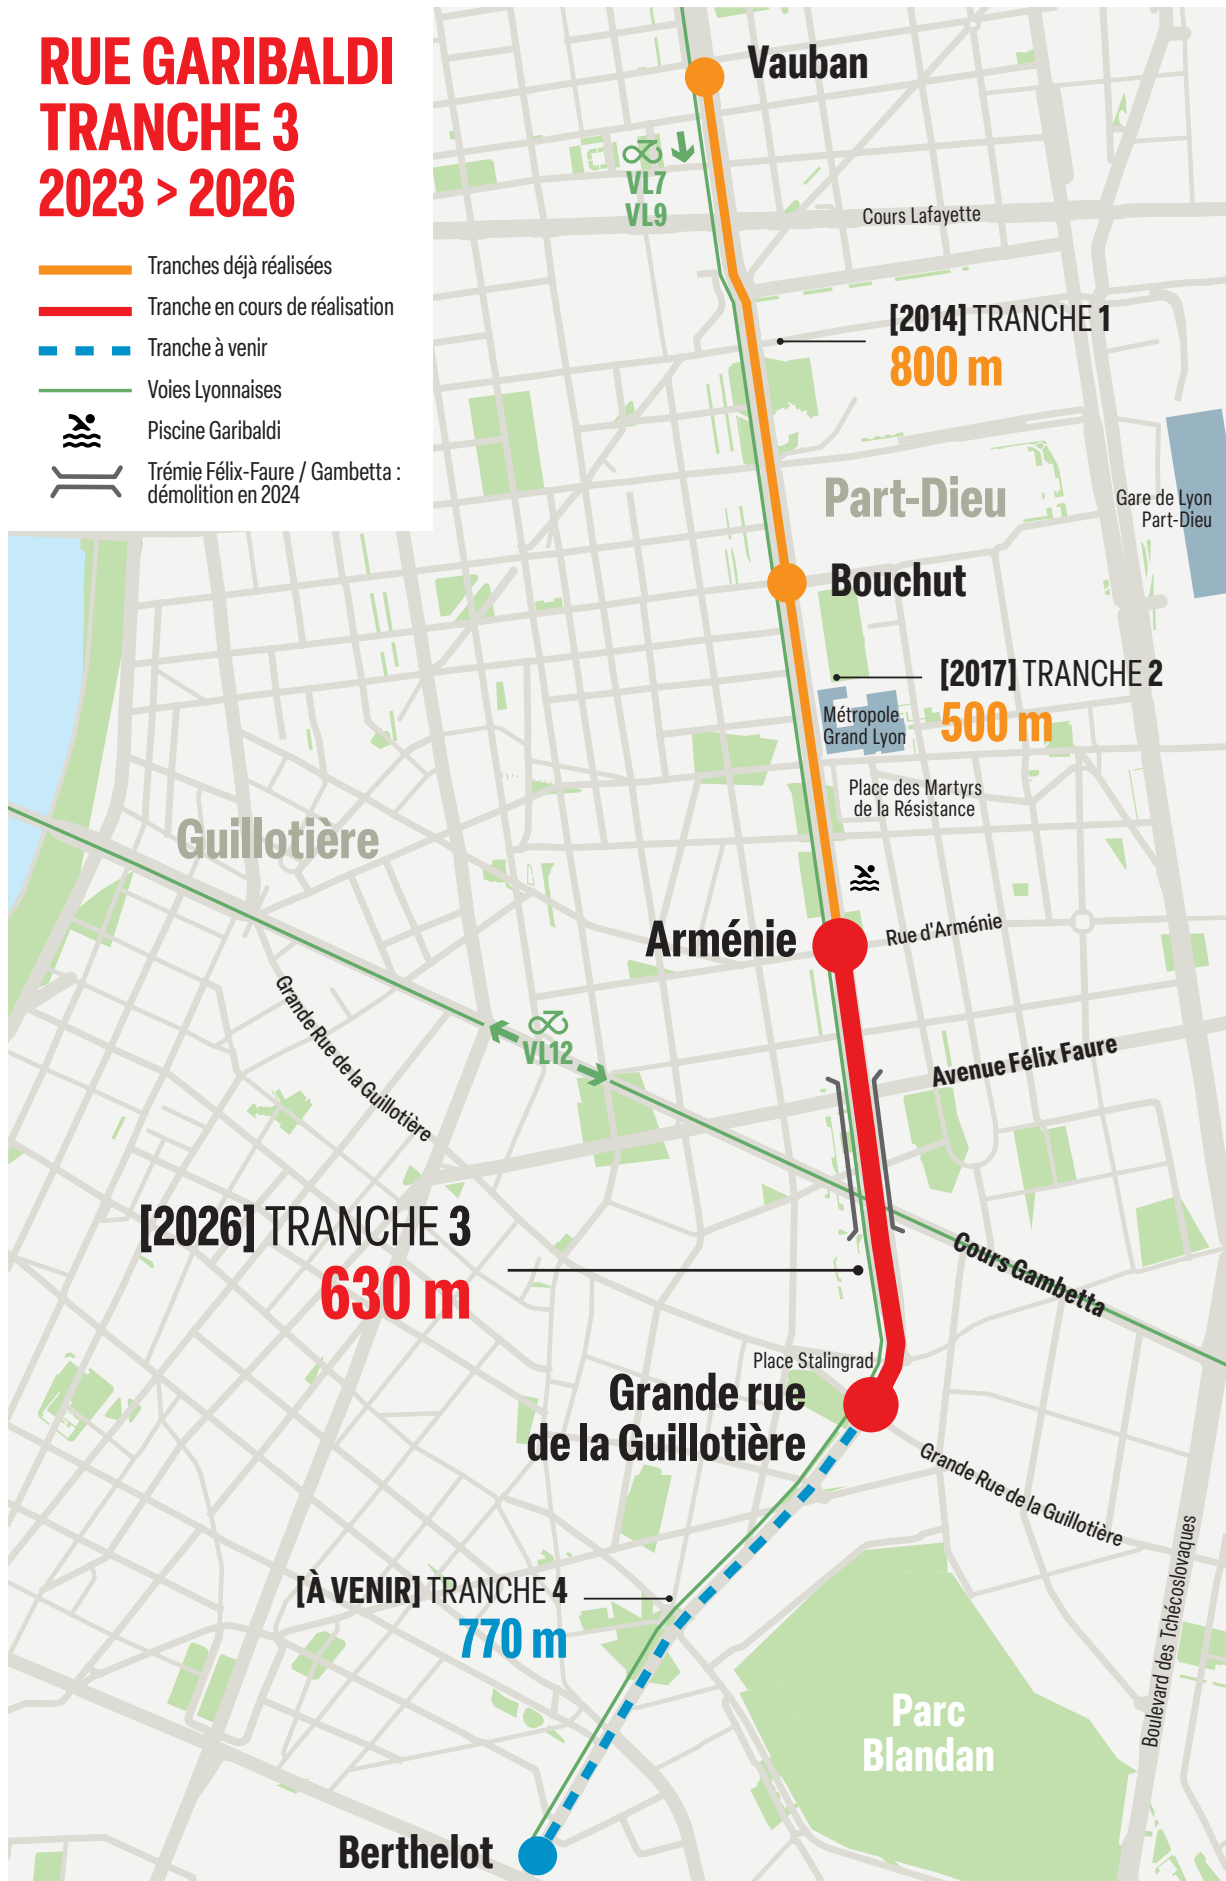 RUE GARIBALDI
TRANCHE 3
2023 > 2026
Tranches déjà réalisées
Tranche en cours de réalisation
Tranche à venir
Voies Lyonnaises
Piscine Garibaldi
Trémie Félix-Faure / Gambetta :
démolition en 2024
Vauban
VL7
VL9
Cours Lafayette
[2014] TRANCHE 1
800 m
Part-Dieu
Gare de Lyon
Part-Dieu
Bouchut
[2017] TRANCHE 2
500 m
Métropole
Grand Lyon
Place des Martyrs
de la Résistance
Guillotière
Arménie
Rue d'Arménie
Grande Rue de la Guillotière
VL12
Avenue Félix Faure
[2026] TRANCHE 3
630 m
Cours Gambetta
Place Stalingrad
Grande rue
de la Guillotière
Grande Rue de la Guillotière
Boulevard des Tchécoslovaques
[À VENIR] TRANCHE 4
770 m
Parc
Blandan
Berthelot